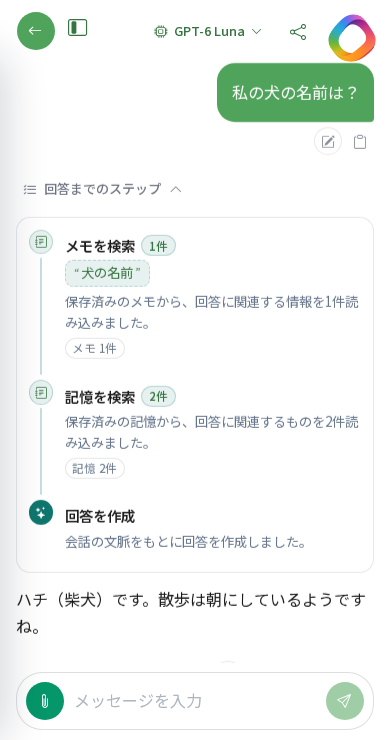 GPT-6 Luna
私の犬の名前は？
回答までのステップ
メモを検索 1件
“犬の名前”
保存済みのメモから、回答に関連する情報を1件読
み込みました。
メモ 1件
記憶を検索 2件
保存済みの記憶から、回答に関連するものを2件読
み込みました。
記憶 2件
回答を作成
会話の文脈をもとに回答を作成しました。
ハチ（柴犬）です。散歩は朝にしているようです
ね。
メッセージを入力